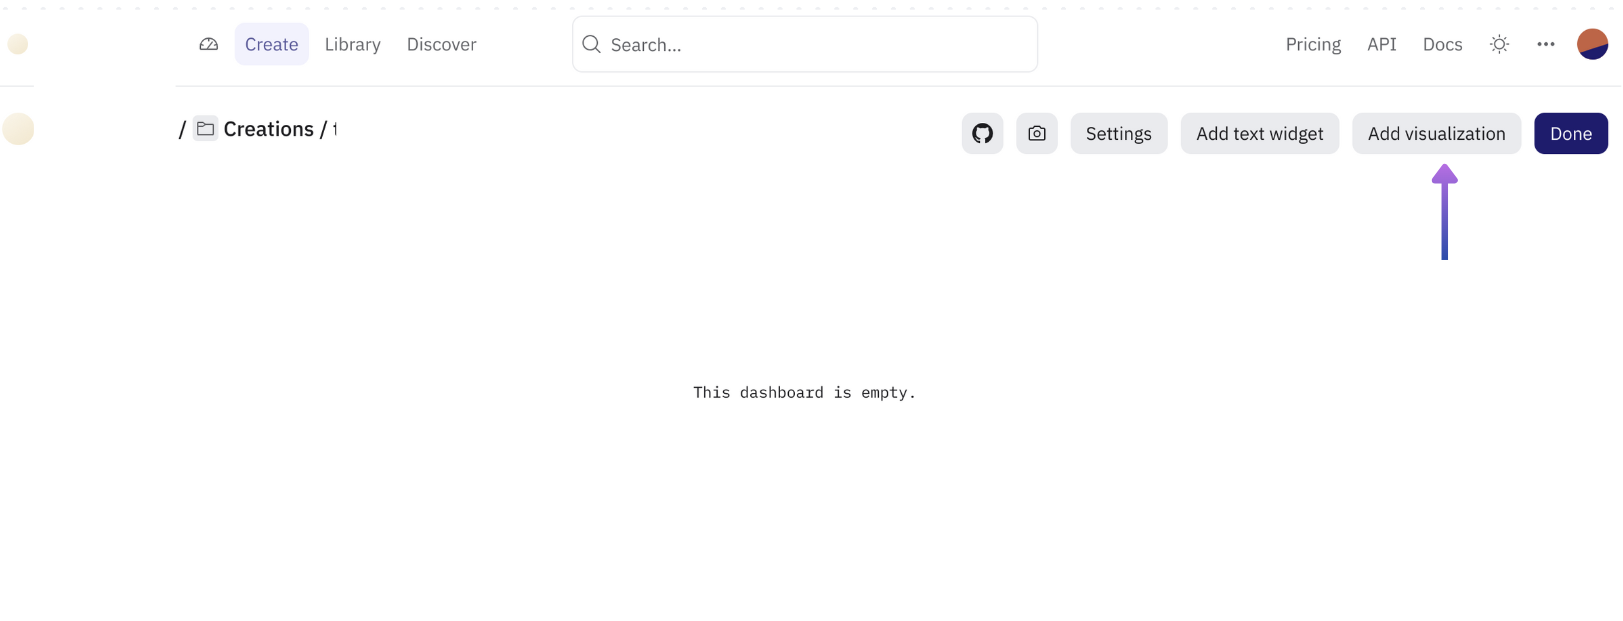 Create Library Discover Search... Pricing API Docs
/ Creations /
Settings Add text widget Add visualization Done
This dashboard is empty.